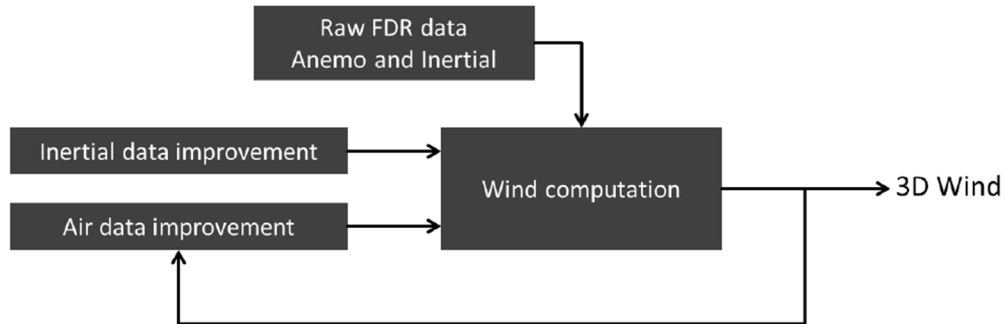 Raw FDR data
Anemo and Inertial
Inertial data improvement
Wind computation
3D Wind
Air data improvement